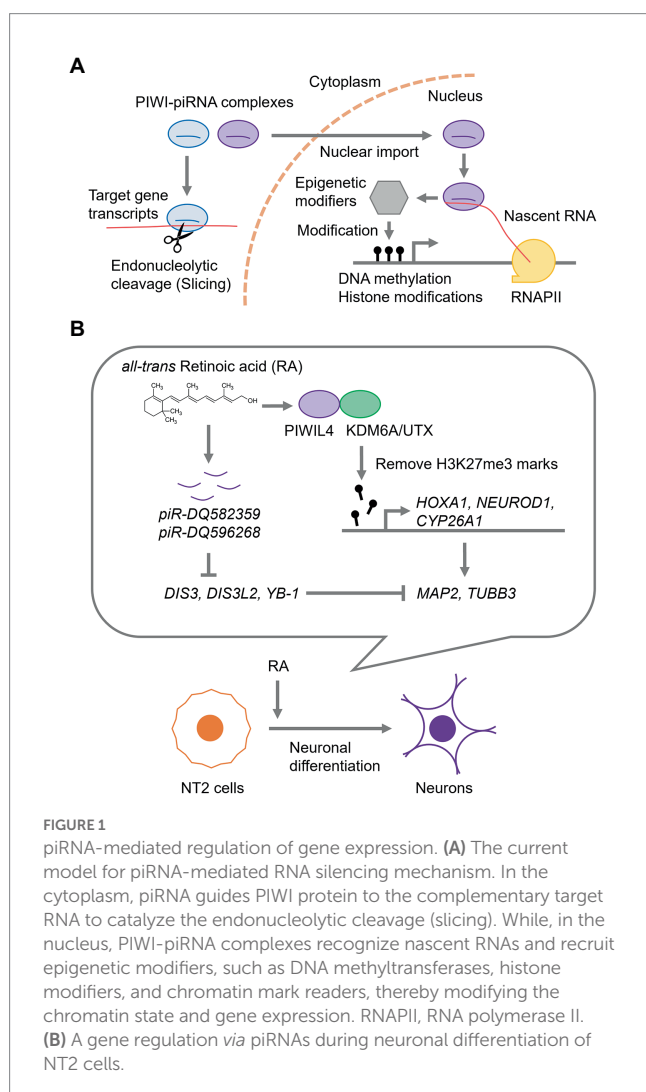 A
Cytoplasm
PIWI-piRNA complexes
Nucleus
Nuclear import
Target gene
transcripts
Endonucleolytic
cleavage (Slicing)
Epigenetic
modifiers
Modification
Nascent RNA
DNA methylation
Histone modifications
RNAPII
B
all-trans Retinoic acid (RA)
CH₃
CH₃
CH₃
OH
CH₃
CH₃
PIWIL4
KDM6A/UTX
Remove H3K27me3 marks
piR-DQ582359
piR-DQ596268
HOXA1, NEUROD1,
CYP26A1
DIS3, DIS3L2, YB-1
MAP2, TUBB3
RA
Neuronal
differentiation
NT2 cells
Neurons
FIGURE 1
piRNA-mediated regulation of gene expression. (A) The current
model for piRNA-mediated RNA silencing mechanism. In the
cytoplasm, piRNA guides PIWI protein to the complementary target
RNA to catalyze the endonucleolytic cleavage (slicing). While, in the
nucleus, PIWI-piRNA complexes recognize nascent RNAs and recruit
epigenetic modifiers, such as DNA methyltransferases, histone
modifiers, and chromatin mark readers, thereby modifying the
chromatin state and gene expression. RNAPII, RNA polymerase II.
(B) A gene regulation via piRNAs during neuronal differentiation of
NT2 cells.